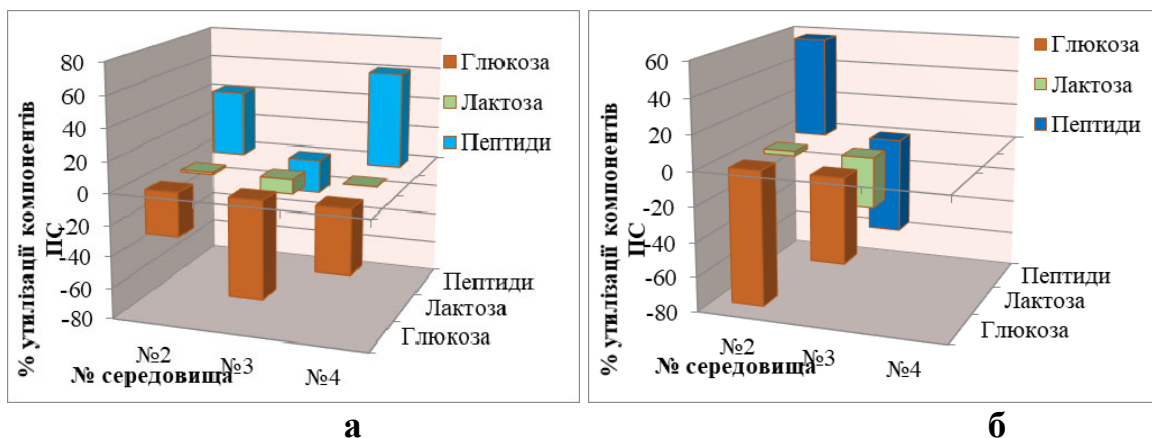 % утилізації компонентів
ПС
80
60
40
20
0
-20
-40
-60
-80
№2
№3
№4
№ середовища
Глюкоза
Лактоза
Пептиди
Пептиди
Лактоза
Глюкоза
а
% утилізації компонентів
ПС
60
40
20
0
-20
-40
-60
-80
№2
№3
№4
№ середовища
Глюкоза
Лактоза
Пептиди
Пептиди
Лактоза
Глюкоза
б